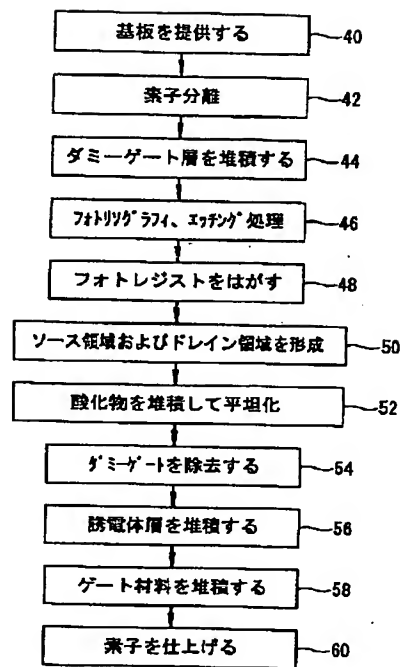 基板を提供する 40
素子分離 42
ダミーゲート層を堆積する 44
フォトリソグラフィ、エッチング処理 46
フォトレジストをはがす 48
ソース領域およびドレイン領域を形成 50
酸化物を堆積して平坦化 52
ダミーゲートを除去する 54
誘電体層を堆積する 56
ゲート材料を堆積する 58
素子を仕上げる 60